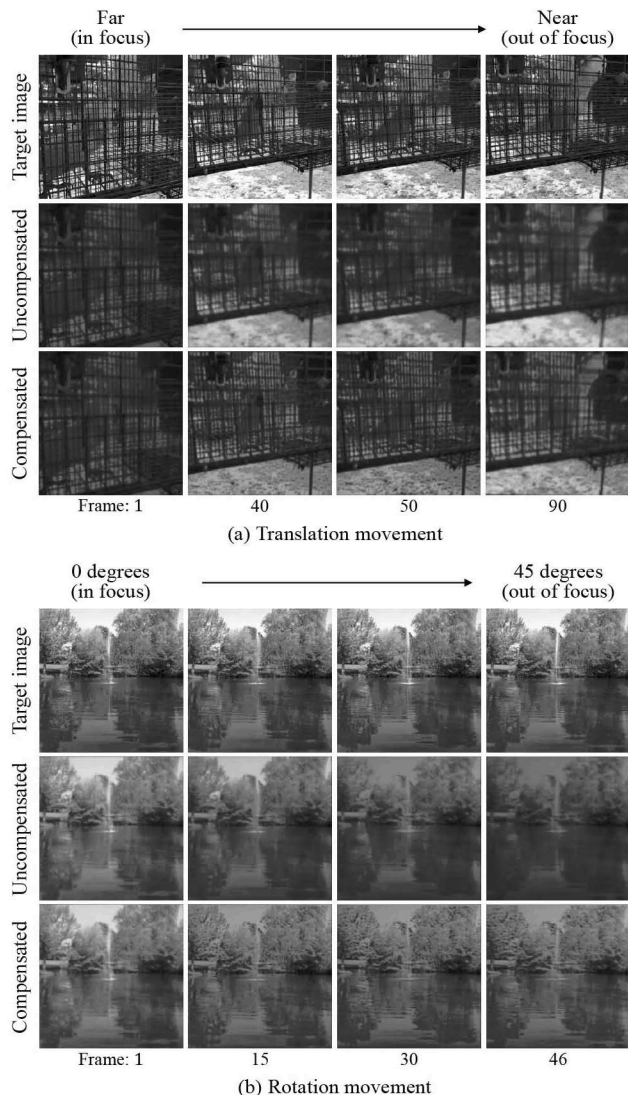 Far
(in focus)
Near
(out of focus)
Target image
Uncompensated
Compensated
Frame: 1
40
50
90
(a) Translation movement
0 degrees
(in focus)
45 degrees
(out of focus)
Target image
Uncompensated
Compensated
Frame: 1
15
30
46
(b) Rotation movement